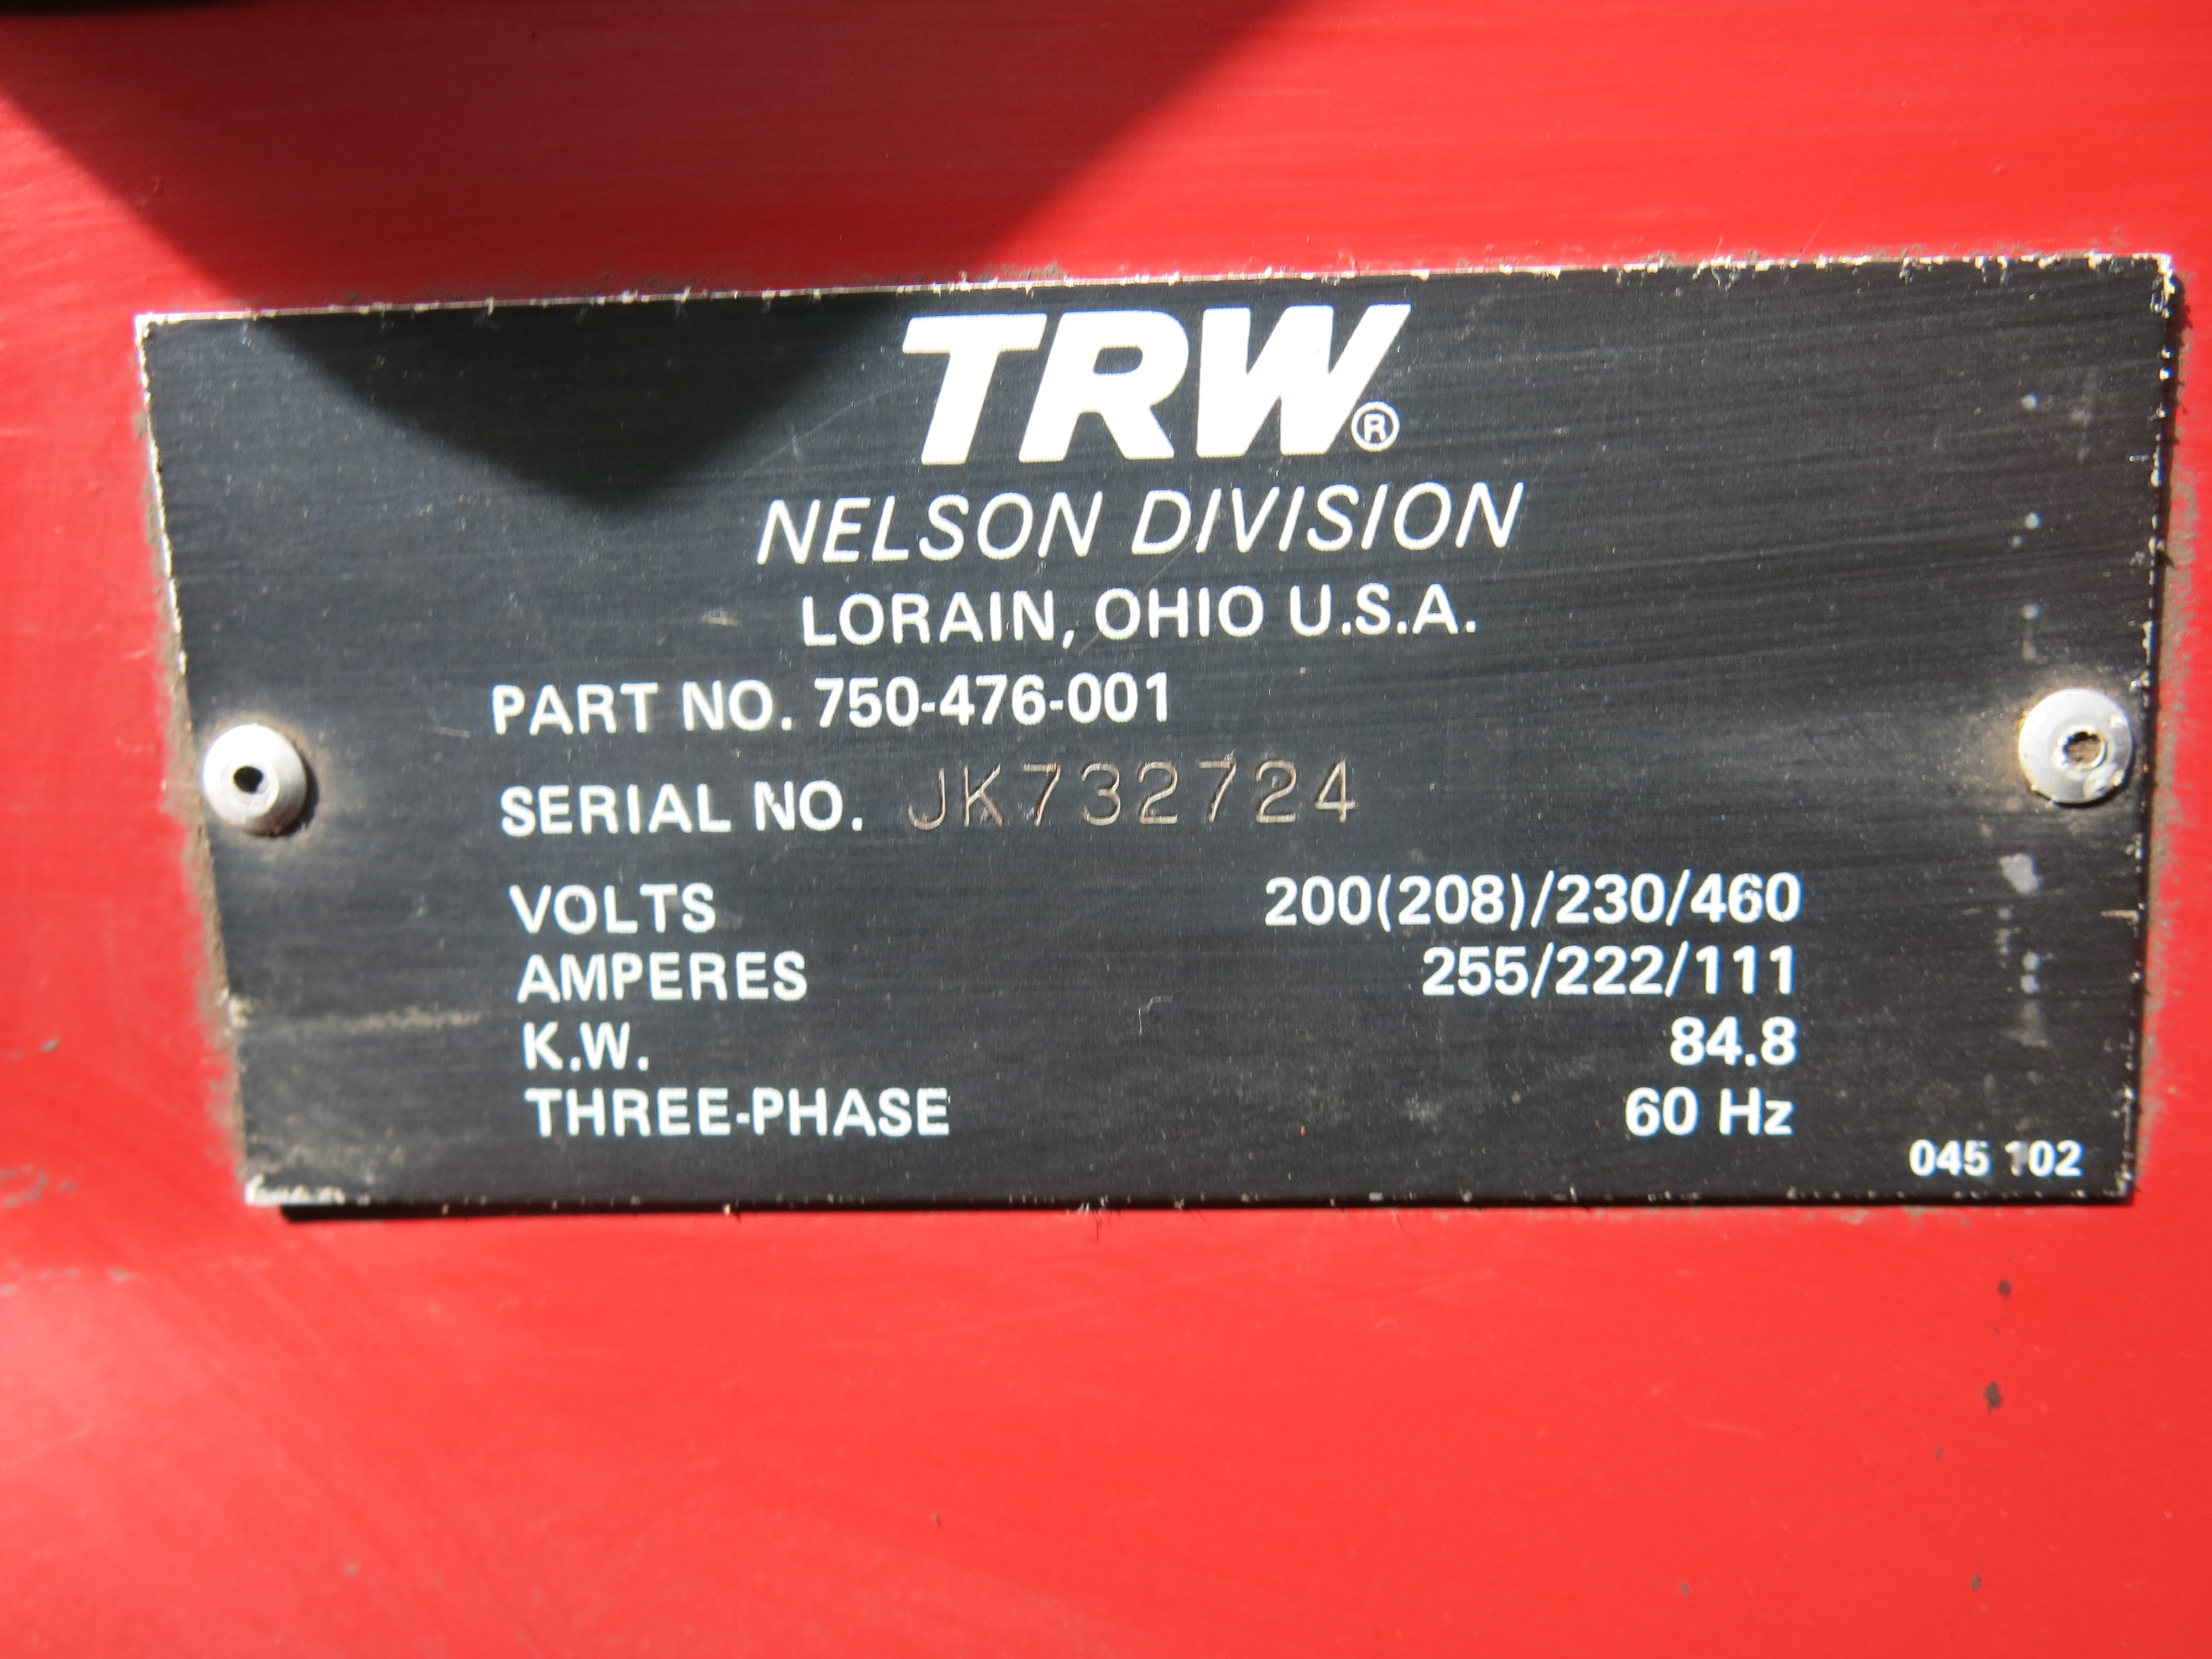 TRW®
NELSON DIVISION
LORAIN, OHIO U.S.A.
PART NO. 750-476-001
SERIAL NO. JK732724
VOLTS 200(208)/230/460
AMPERES 255/222/111
K.W. 84.8
THREE-PHASE 60 Hz
045 102